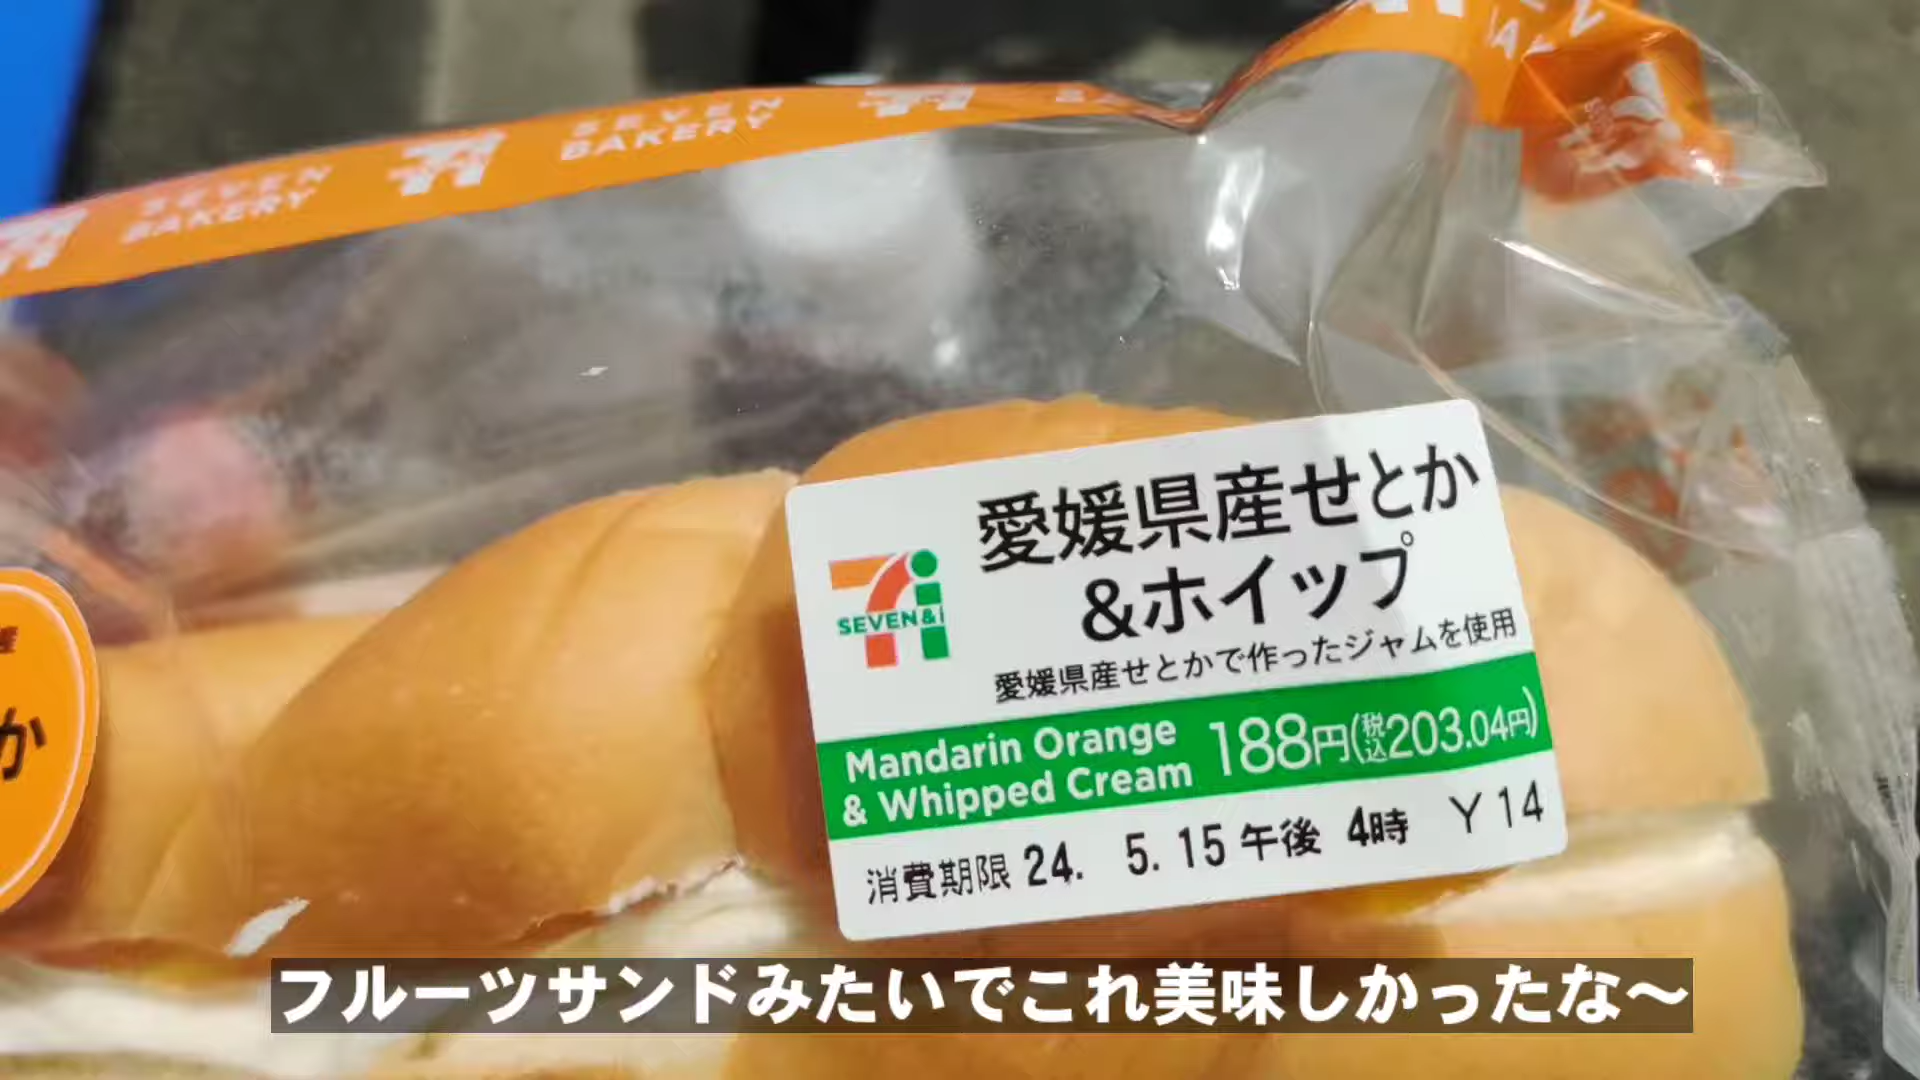 SEVEN
BAKERY
SEVEN
BAKERY
愛媛県産せとか
&ホイップ
愛媛県産せとかで作ったジャムを使用
SEVEN&i
Mandarin Orange
& Whipped Cream
188円(税込203.04円)
消費期限 24. 5. 15 午後 4時 Y 14
か
フルーツサンドみたいでこれ美味しかったな〜